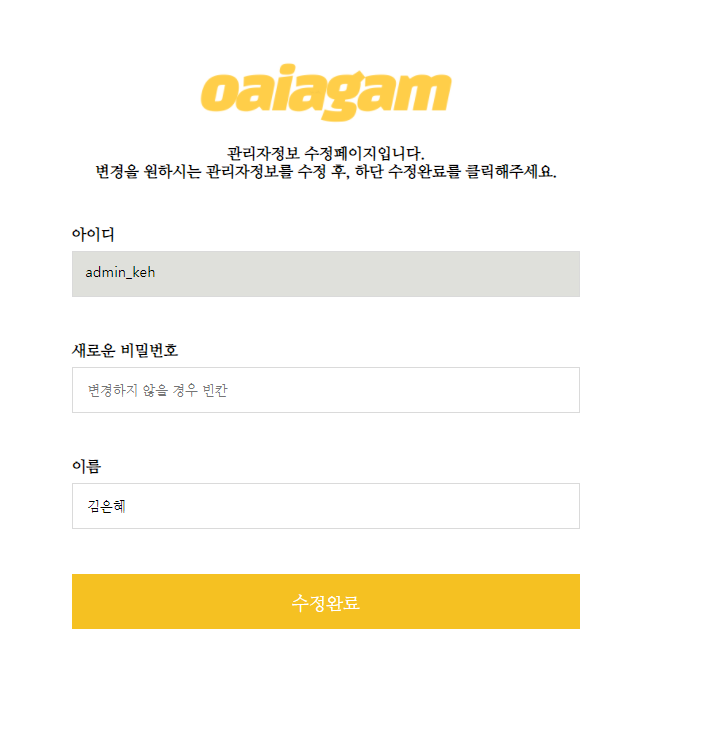 oaiagam
관리자정보 수정페이지입니다.
변경을 원하시는 관리자정보를 수정 후, 하단 수정완료를 클릭해주세요.
아이디
admin_keh
새로운 비밀번호
변경하지 않을 경우 빈칸
이름
김은혜
수정완료